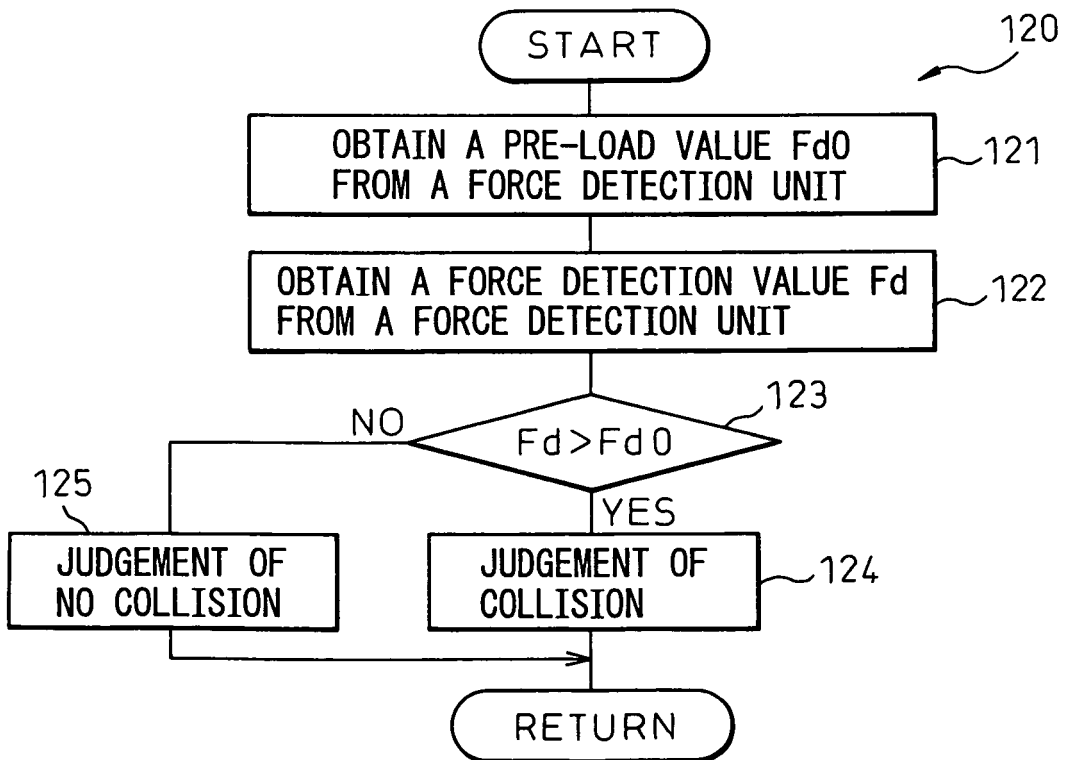 START
120
OBTAIN A PRE-LOAD VALUE Fd0
FROM A FORCE DETECTION UNIT
121
OBTAIN A FORCE DETECTION VALUE Fd
FROM A FORCE DETECTION UNIT
122
123
NO
Fd>Fd0
YES
125
JUDGEMENT OF
NO COLLISION
JUDGEMENT OF
COLLISION
124
RETURN